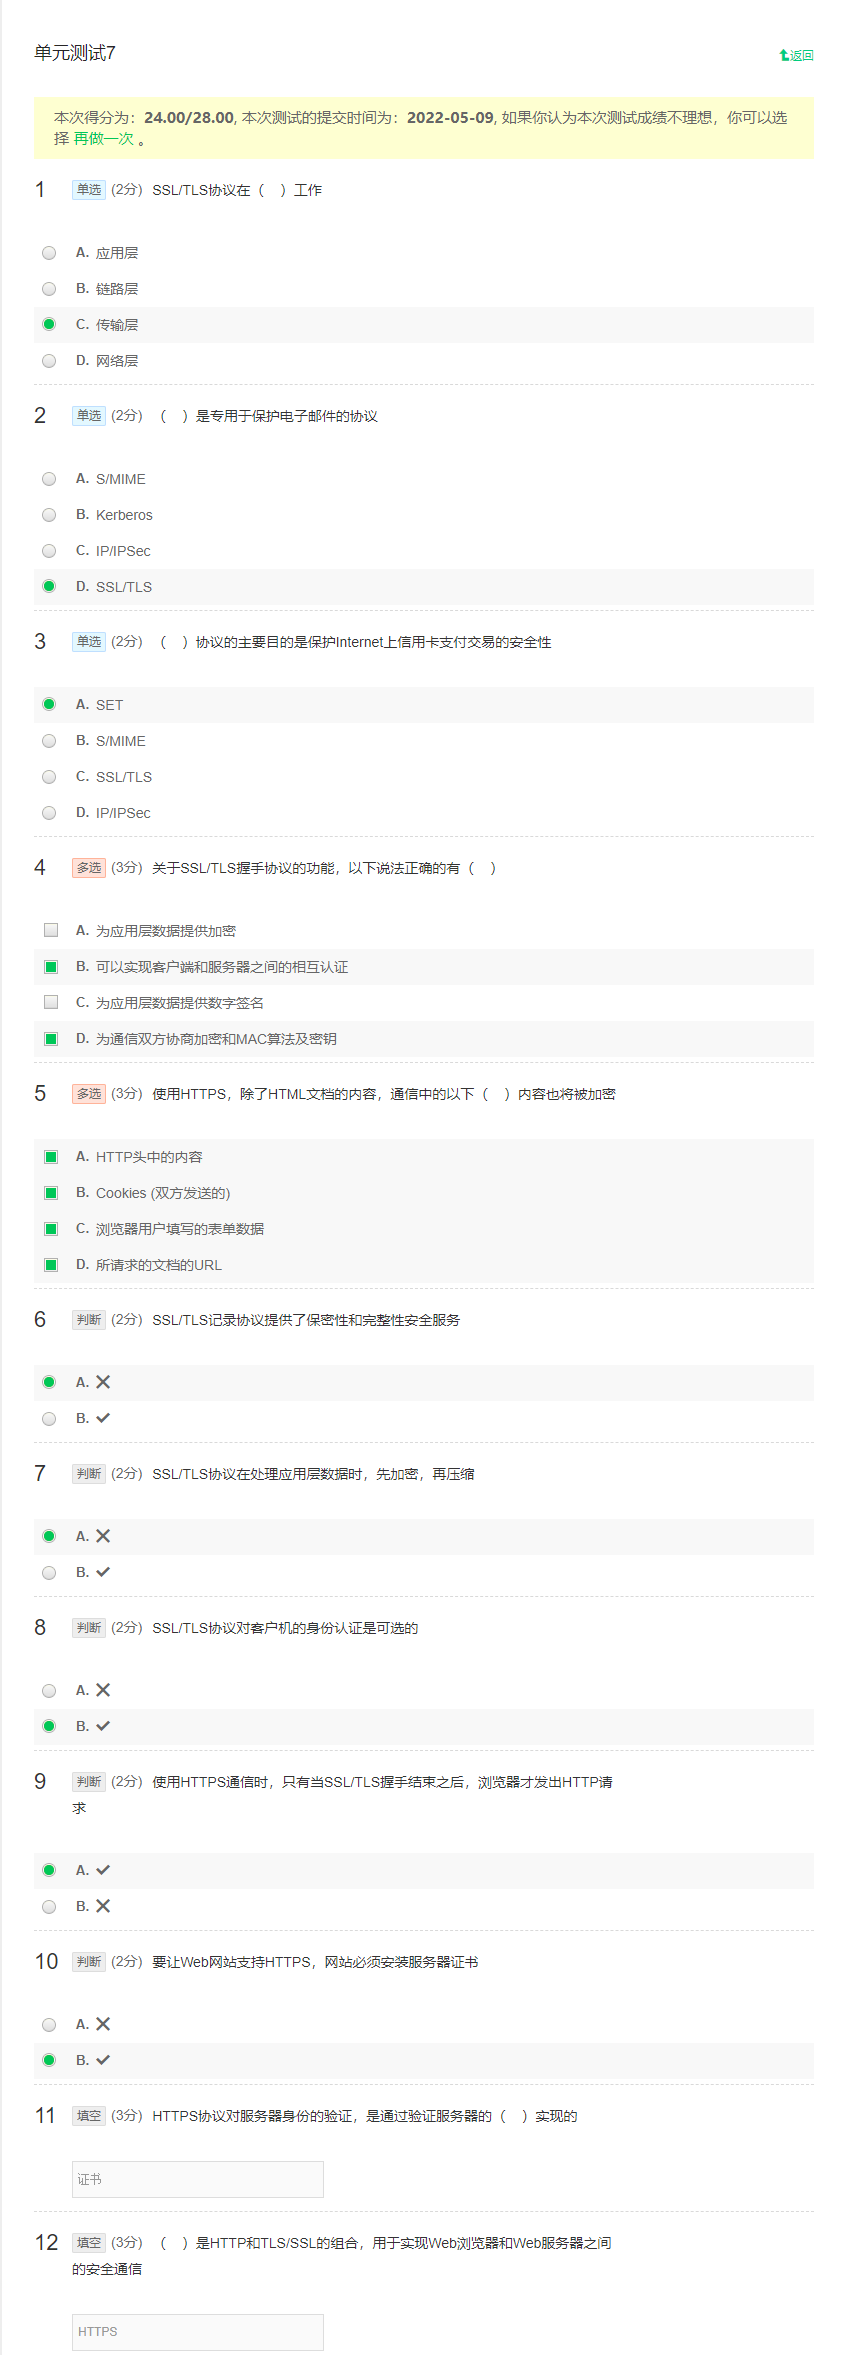 单元测试7
返回
本次得分为：24.00/28.00, 本次测试的提交时间为：2022-05-09, 如果你认为本次测试成绩不理想，你可以选
择 再做一次 。
1 单选 (2分) SSL/TLS协议在（ ）工作
A. 应用层
B. 链路层
C. 传输层
D. 网络层
2 单选 (2分) （ ）是专用于保护电子邮件的协议
A. S/MIME
B. Kerberos
C. IP/IPSec
D. SSL/TLS
3 单选 (2分) （ ）协议的主要目的是保护Internet上信用卡支付交易的安全性
A. SET
B. S/MIME
C. SSL/TLS
D. IP/IPSec
4 多选 (3分) 关于SSL/TLS握手协议的功能，以下说法正确的有（ ）
A. 为应用层数据提供加密
B. 可以实现客户端和服务器之间的相互认证
C. 为应用层数据提供数字签名
D. 为通信双方协商加密和MAC算法及密钥
5 多选 (3分) 使用HTTPS，除了HTML文档的内容，通信中的以下（ ）内容也将被加密
A. HTTP头中的内容
B. Cookies (双方发送的)
C. 浏览器用户填写的表单数据
D. 所请求的文档的URL
6 判断 (2分) SSL/TLS记录协议提供了保密性和完整性安全服务
A. ✕
B. ✓
7 判断 (2分) SSL/TLS协议在处理应用层数据时，先加密，再压缩
A. ✕
B. ✓
8 判断 (2分) SSL/TLS协议对客户机的身份认证是可选的
A. ✕
B. ✓
9 判断 (2分) 使用HTTPS通信时，只有当SSL/TLS握手结束之后，浏览器才发出HTTP请
求
A. ✓
B. ✕
10 判断 (2分) 要让Web网站支持HTTPS，网站必须安装服务器证书
A. ✕
B. ✓
11 填空 (3分) HTTPS协议对服务器身份的验证，是通过验证服务器的（ ）实现的
证书
12 填空 (3分) （ ）是HTTP和TLS/SSL的组合，用于实现Web浏览器和Web服务器之间
的安全通信
HTTPS